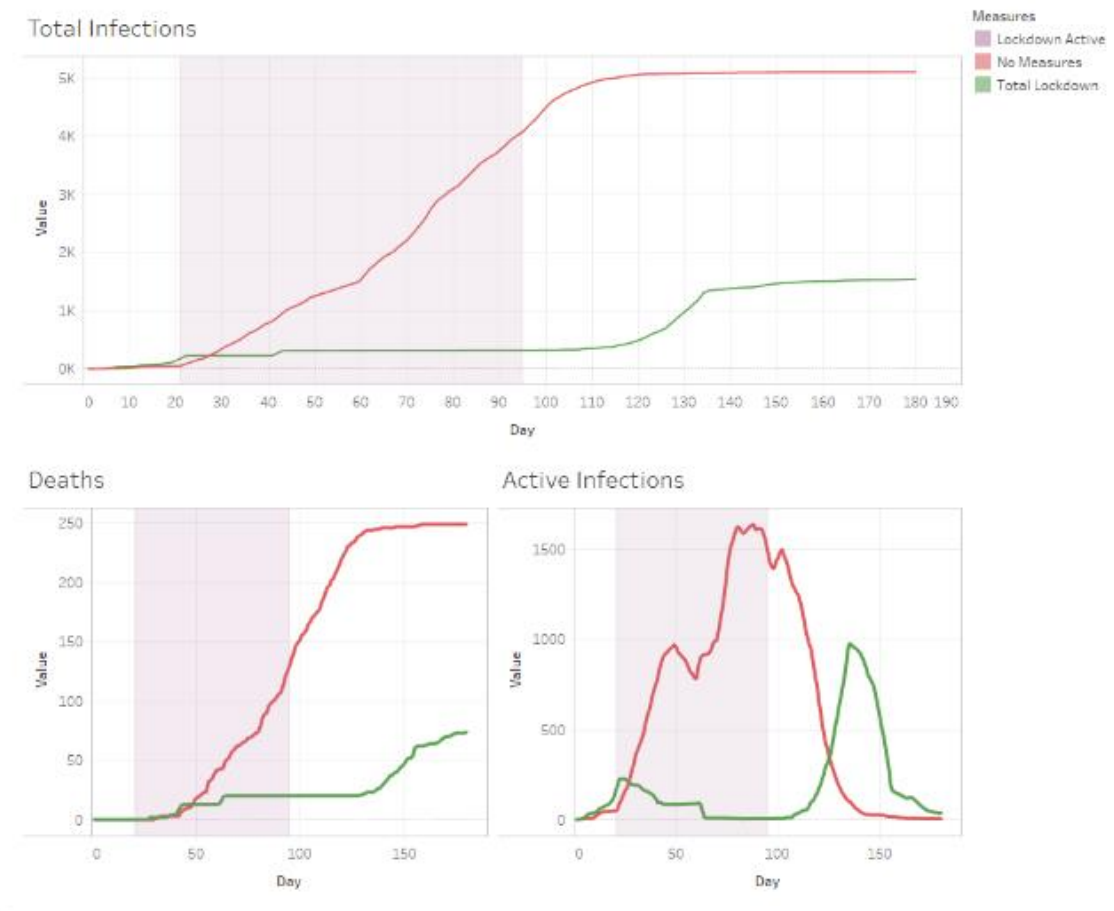 Total Infections
Measures
Lockdown Active
No Measures
Total Lockdown
5K
4K
3K
2K
1K
0K
Value
0 10 20 30 40 50 60 70 80 90 100 110 120 130 140 150 160 170 180 190
Day
Deaths
250
200
150
100
50
0
Value
0 50 100 150
Day
Active Infections
1500
1000
500
0
Value
0 50 100 150
Day